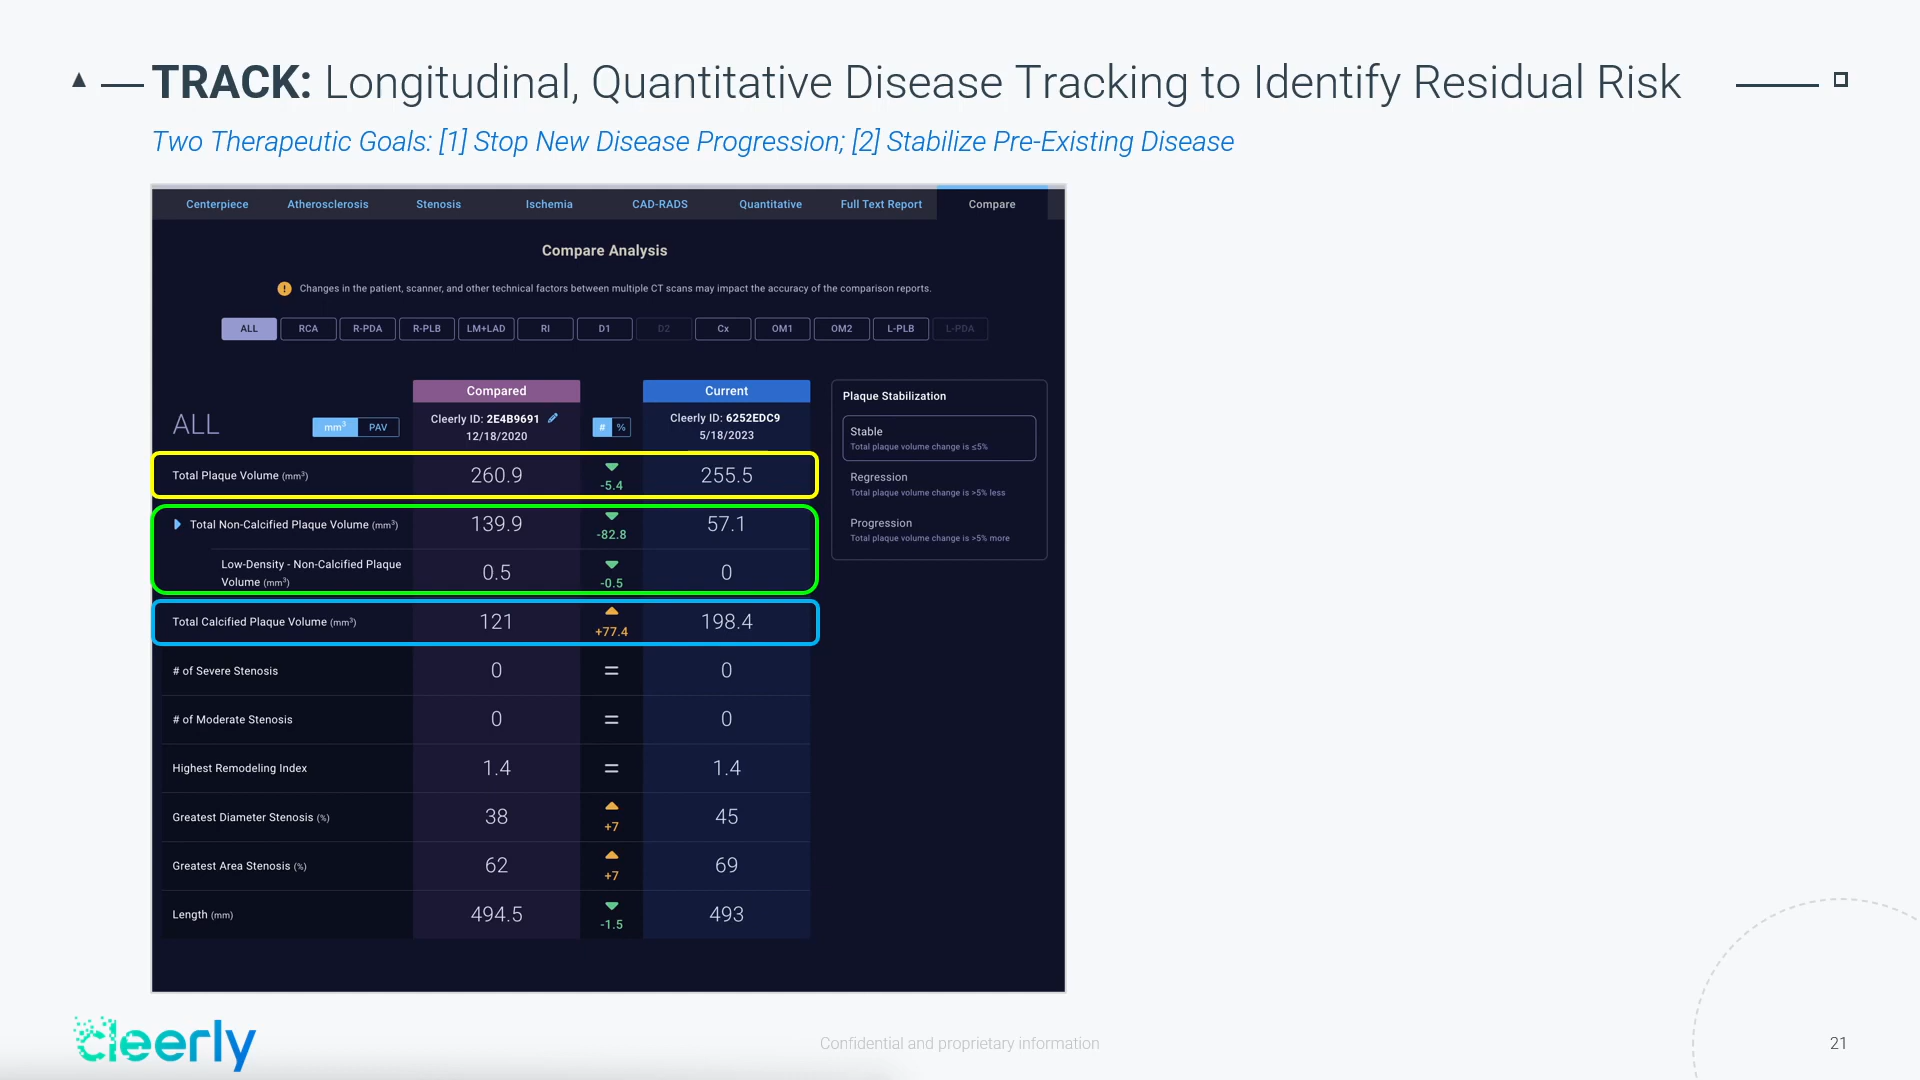 TRACK: Longitudinal, Quantitative Disease Tracking to Identify Residual Risk
Two Therapeutic Goals: [1] Stop New Disease Progression; [2] Stabilize Pre-Existing Disease
Centerpiece Atherosclerosis Stenosis Ischemia CAD-RADS Quantitative Full Text Report Compare
Compare Analysis
! Changes in the patient, scanner, and other technical factors between multiple CT scans may impact the accuracy of the comparison reports.
ALL RCA R-PDA R-PLB LM+LAD RI D1 D2 Cx OM1 OM2 L-PLB L-PDA
Compared Current
ALL mm³ PAV Cleerly ID: 2E4B9691 # % Cleerly ID: 6252EDC9
12/18/2020 5/18/2023
Plaque Stabilization
Stable
Total plaque volume change is ≤5%
Regression
Total plaque volume change is >5% less
Progression
Total plaque volume change is >5% more
Total Plaque Volume (mm³) 260.9 -5.4 255.5
Total Non-Calcified Plaque Volume (mm³) 139.9 -82.8 57.1
Low-Density - Non-Calcified Plaque
Volume (mm³) 0.5 -0.5 0
Total Calcified Plaque Volume (mm³) 121 +77.4 198.4
# of Severe Stenosis 0 = 0
# of Moderate Stenosis 0 = 0
Highest Remodeling Index 1.4 = 1.4
Greatest Diameter Stenosis (%) 38 +7 45
Greatest Area Stenosis (%) 62 +7 69
Length (mm) 494.5 -1.5 493
cleerly
Confidential and proprietary information
21